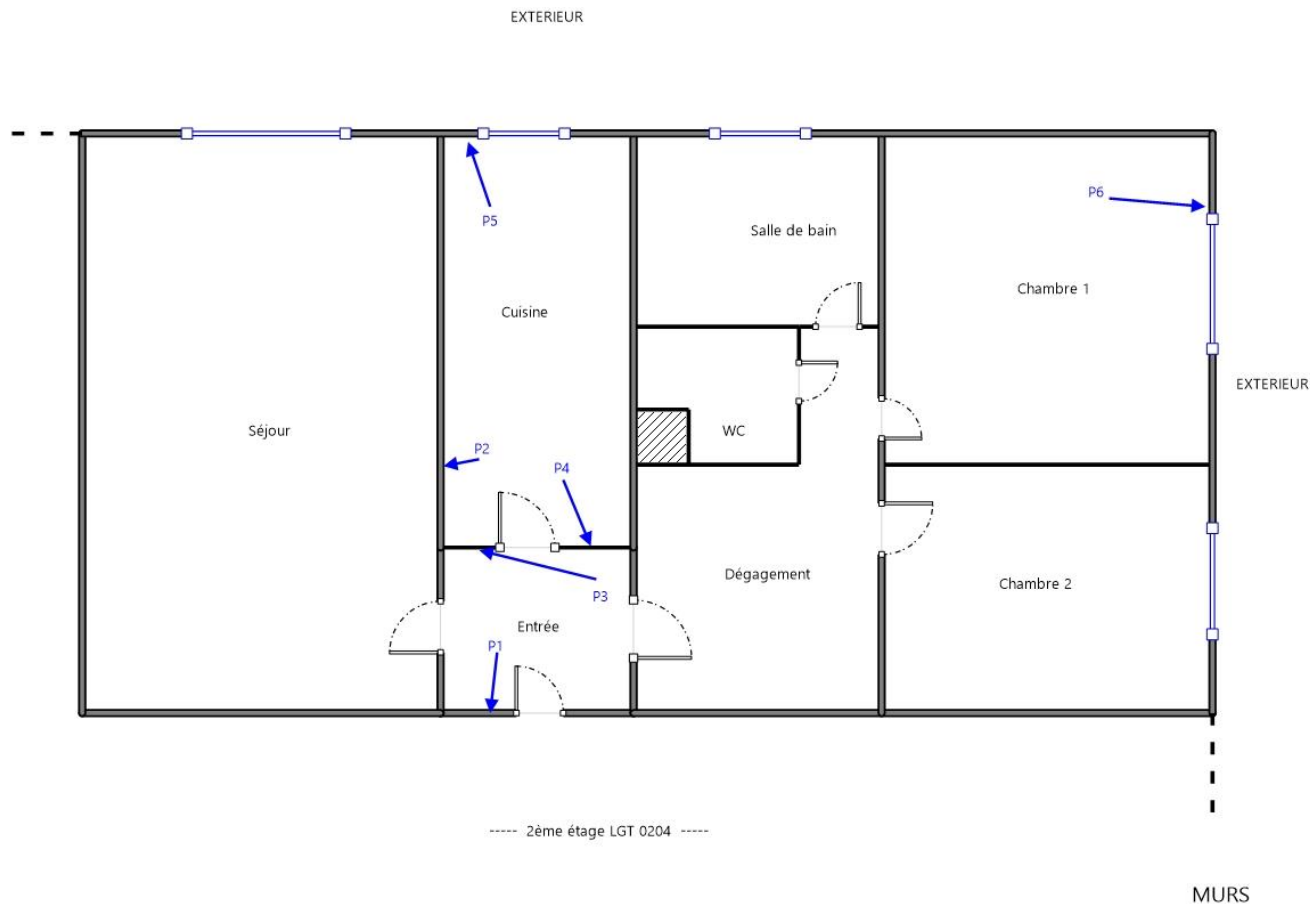 EXTERIEUR
P6
P5
Salle de bain
Chambre 1
Cuisine
EXTERIEUR
Séjour
WC
P2
P4
Dégagement
Chambre 2
P3
Entrée
P1
----- 2ème étage LGT 0204 -----
MURS